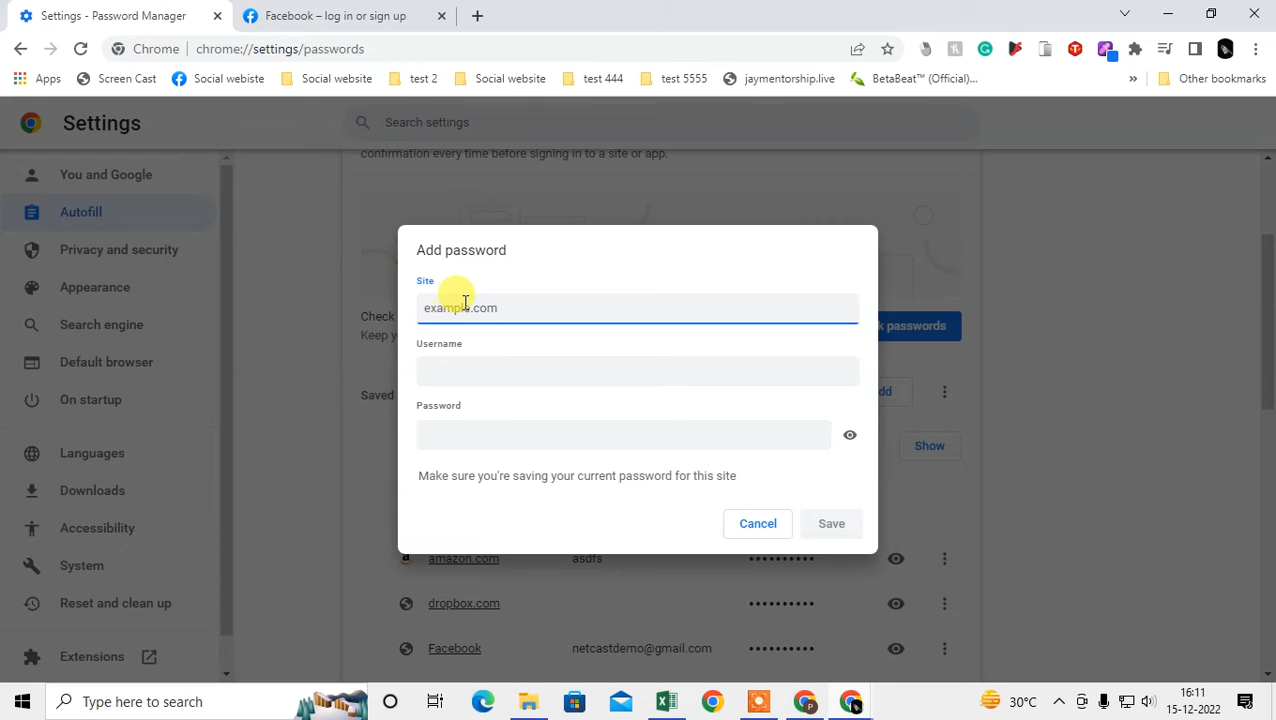 Settings - Password Manager
Facebook – log in or sign up
Chrome
chrome://settings/passwords
Apps
Screen Cast
Social webiste
Social website
test 2
Social website
test 444
test 5555
jaymentorship.live
BetaBeat™ (Official)...
»
Other bookmarks
Settings
Search settings
You and Google
Autofill
Privacy and security
Appearance
Search engine
Default browser
On startup
Languages
Downloads
Accessibility
System
Reset and clean up
Extensions
confirmation every time before signing in to a site or app.
Check
Keep y
k passwords
Saved
dd
Show
Add password
Site
example.com
Username
Password
Make sure you're saving your current password for this site
Cancel
Save
amazon.com
asdfs
••••••••••
dropbox.com
••••••••••
Facebook
netcastdemo@gmail.com
••••••••••
Type here to search
30°C
16:11
15-12-2022